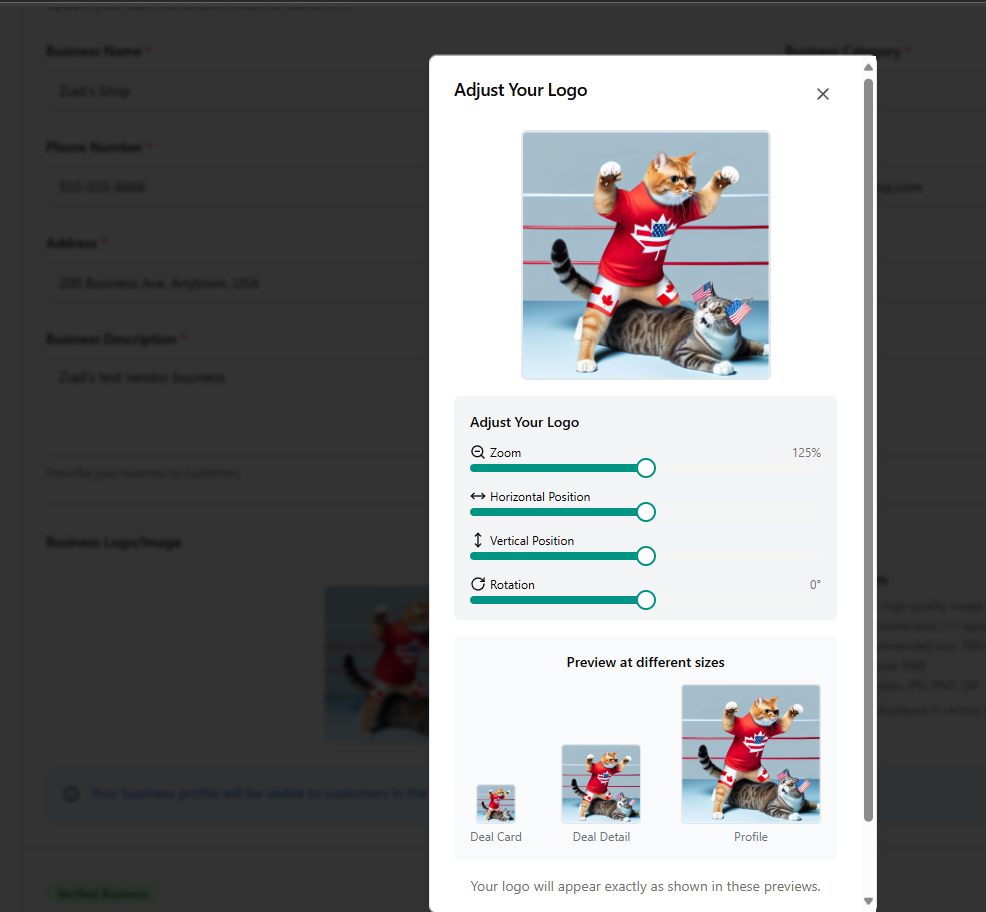 Business Name *
Business Category *
Ziad's Shop
Adjust Your Logo
Phone Number *
555-555-6666
op.com
Address *
200 Business Ave, Anytown, USA
Business Description *
Ziad's test vendor business
Describe your business to customers
Business Logo/Image
Adjust Your Logo
Zoom
125%
Horizontal Position
Vertical Position
Rotation
0°
Preview at different sizes
Deal Card
Deal Detail
Profile
Your business profile will be visible to customers in the
Your logo will appear exactly as shown in these previews.
Verified Business